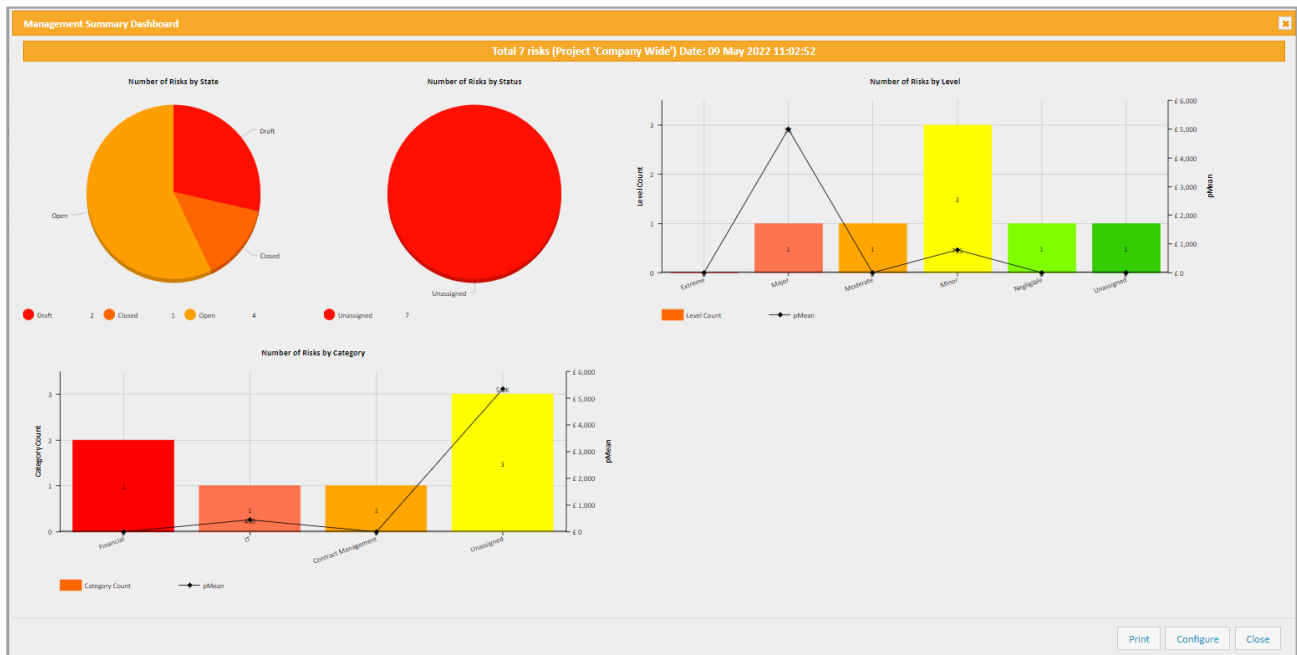 Management Summary Dashboard
Total 7 risks (Project 'Company Wide') Date: 09 May 2022 11:02:52
Number of Risks by State
Draft
Open
Closed
Draft 2 Closed 1 Open 4
Number of Risks by Status
Unassigned
Unassigned 7
Number of Risks by Level
Level Count
3
2
1
0
£ 6,000
£ 5,000
£ 4,000
£ 3,000
£ 2,000
£ 1,000
£ 0
pMean
1
1
3
1
1
Extreme
Major
Moderate
Minor
Negligible
Unassigned
Level Count pMean
Number of Risks by Category
Category Count
3
2
1
0
£ 6,000
£ 5,000
£ 4,000
£ 3,000
£ 2,000
£ 1,000
£ 0
pMean
2
1
1
3
Financial
IT
Contract Management
Unassigned
Category Count pMean
Print Configure Close